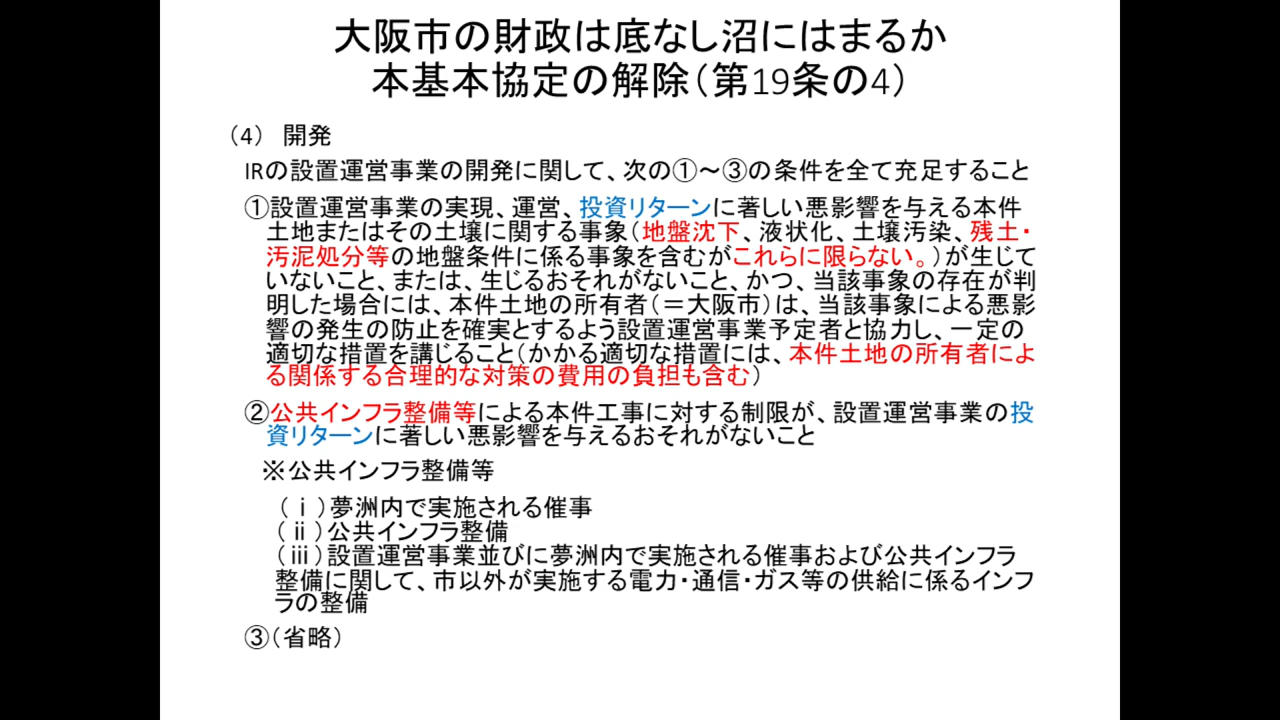 大阪市の財政は底なし沼にはまるか
本基本協定の解除（第19条の4）
（4）　開発
IRの設置運営事業の開発に関して、次の①～③の条件を全て充足すること
①設置運営事業の実現、運営、投資リターンに著しい悪影響を与える本件
土地またはその土壌に関する事象（地盤沈下、液状化、土壌汚染、残土・
汚泥処分等の地盤条件に係る事象を含むがこれらに限らない。）が生じて
いないこと、または、生じるおそれがないこと、かつ、当該事象の存在が判
明した場合には、本件土地の所有者（＝大阪市）は、当該事象による悪影
響の発生の防止を確実とするよう設置運営事業予定者と協力し、一定の
適切な措置を講じること（かかる適切な措置には、本件土地の所有者によ
る関係する合理的な対策の費用の負担も含む）
②公共インフラ整備等による本件工事に対する制限が、設置運営事業の投
資リターンに著しい悪影響を与えるおそれがないこと
※公共インフラ整備等
（ⅰ）夢洲内で実施される催事
（ⅱ）公共インフラ整備
（ⅲ）設置運営事業並びに夢洲内で実施される催事および公共インフラ
整備に関して、市以外が実施する電力・通信・ガス等の供給に係るインフ
ラの整備
③（省略）